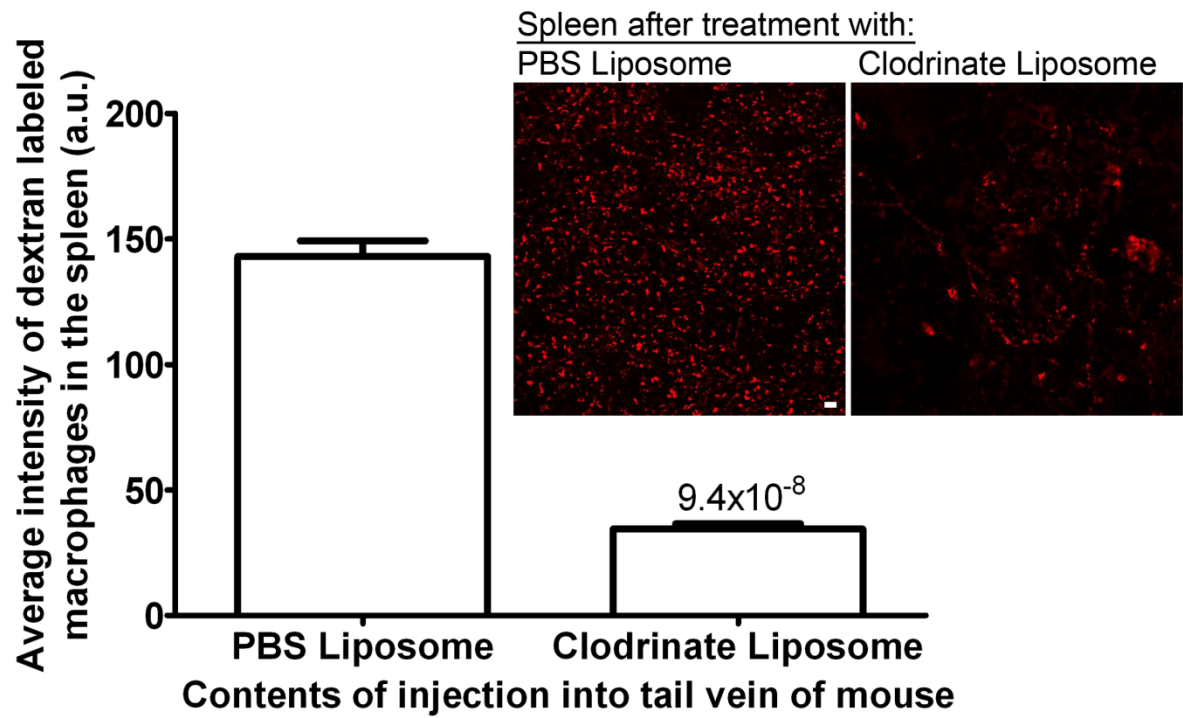 Spleen after treatment with:
PBS Liposome
Clodrinate Liposome
Average intensity of dextran labeled
macrophages in the spleen (a.u.)
200
150
100
50
0
9.4x10⁻⁸
PBS Liposome
Clodrinate Liposome
Contents of injection into tail vein of mouse